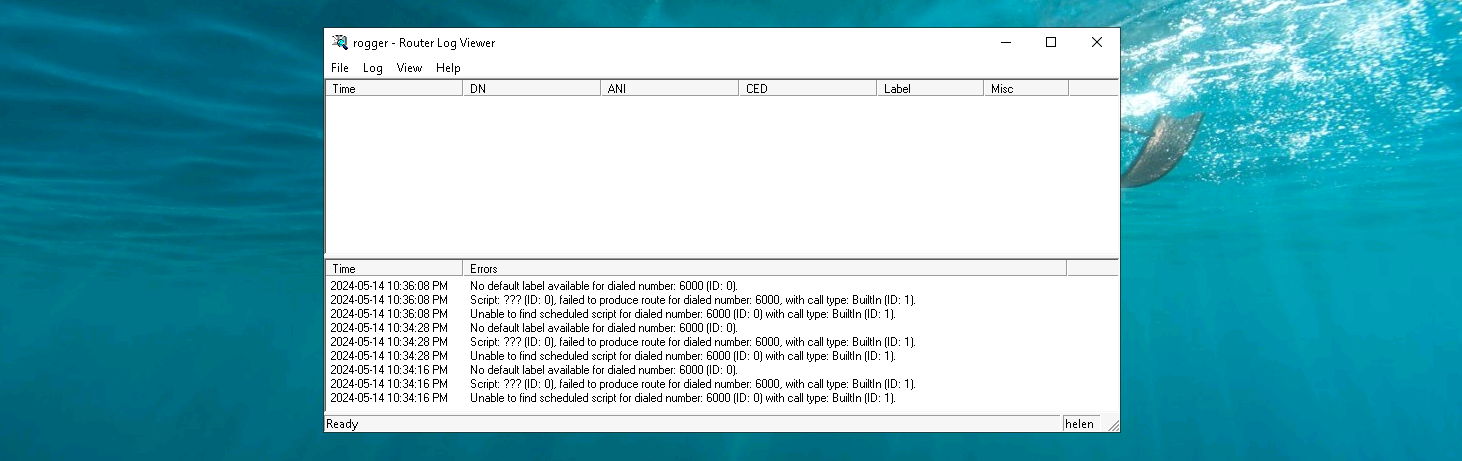 rogger - Router Log Viewer
File Log View Help
Time DN ANI CED Label Misc
Time Errors
2024-05-14 10:36:08 PM No default label available for dialed number: 6000 (ID: 0).
2024-05-14 10:36:08 PM Script: ??? (ID: 0), failed to produce route for dialed number: 6000, with call type: BuiltIn (ID: 1).
2024-05-14 10:36:08 PM Unable to find scheduled script for dialed number: 6000 (ID: 0) with call type: BuiltIn (ID: 1).
2024-05-14 10:34:28 PM No default label available for dialed number: 6000 (ID: 0).
2024-05-14 10:34:28 PM Script: ??? (ID: 0), failed to produce route for dialed number: 6000, with call type: BuiltIn (ID: 1).
2024-05-14 10:34:28 PM Unable to find scheduled script for dialed number: 6000 (ID: 0) with call type: BuiltIn (ID: 1).
2024-05-14 10:34:16 PM No default label available for dialed number: 6000 (ID: 0).
2024-05-14 10:34:16 PM Script: ??? (ID: 0), failed to produce route for dialed number: 6000, with call type: BuiltIn (ID: 1).
2024-05-14 10:34:16 PM Unable to find scheduled script for dialed number: 6000 (ID: 0) with call type: BuiltIn (ID: 1).
Ready helen